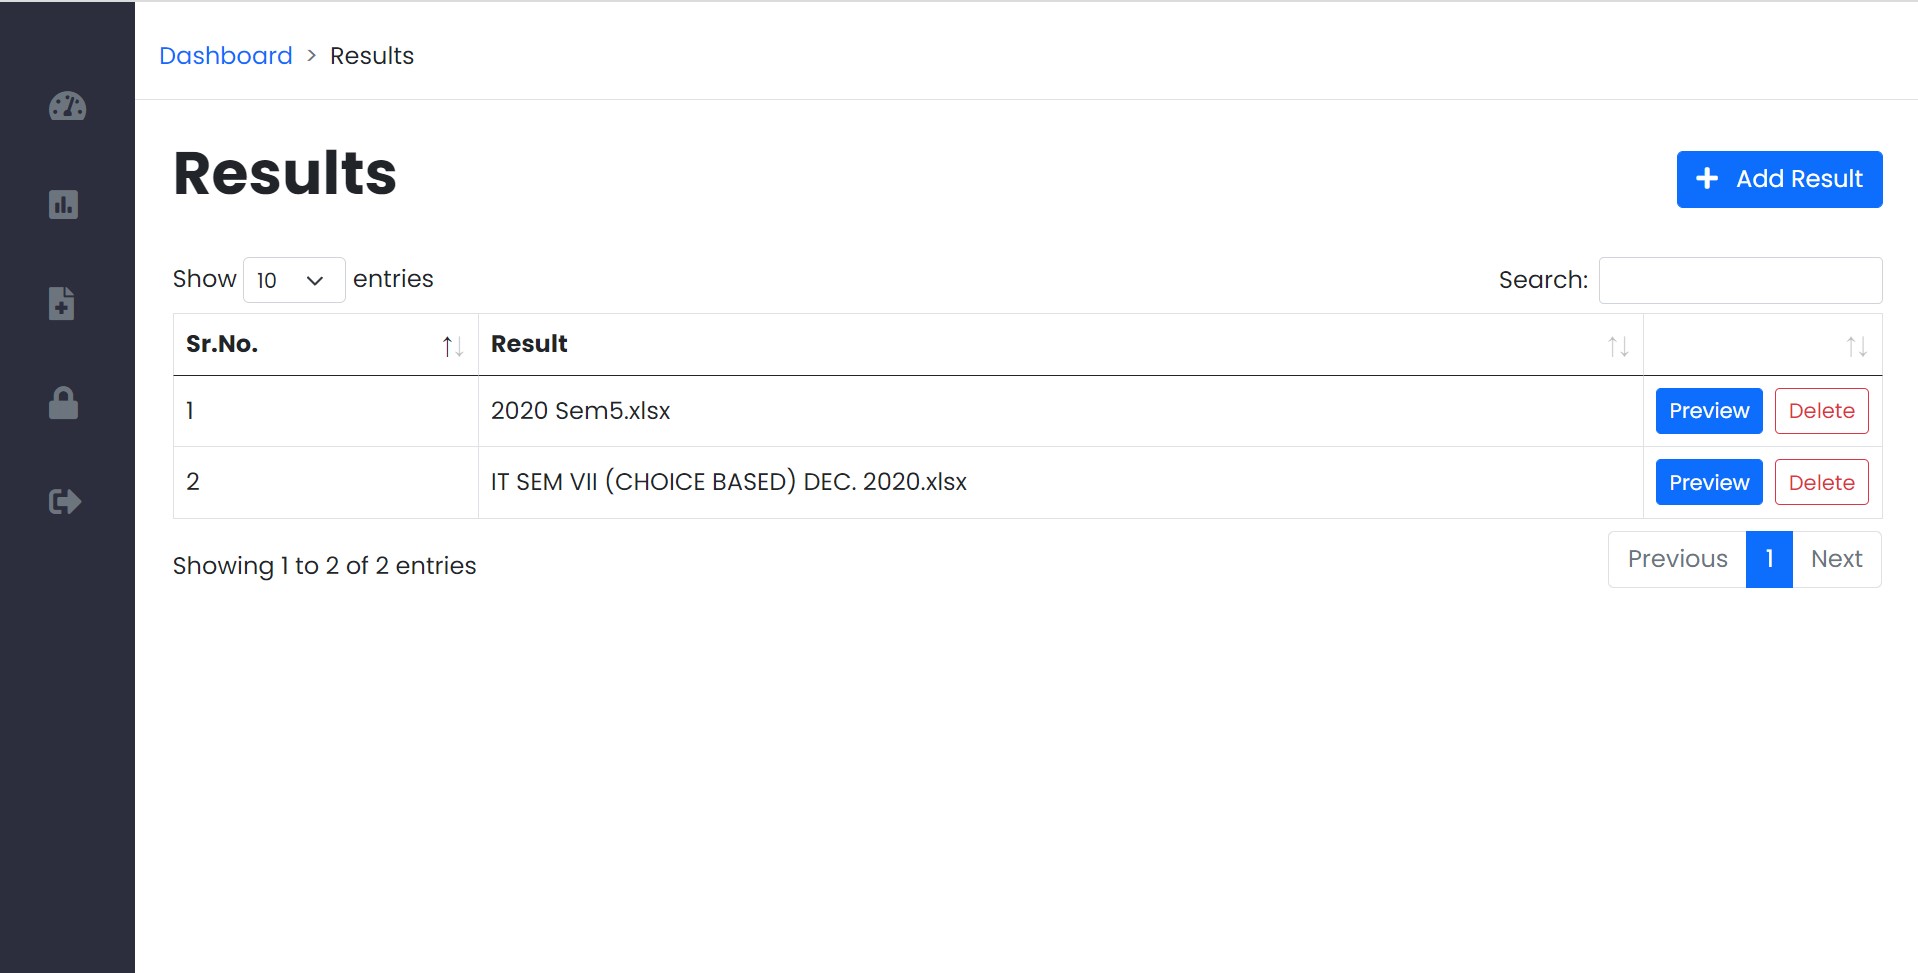 Dashboard > Results
Results
Add Result
Show 10 entries
Search:
Sr.No. Result
1 2020 Sem5.xlsx Preview Delete
2 IT SEM VII (CHOICE BASED) DEC. 2020.xlsx Preview Delete
Showing 1 to 2 of 2 entries
Previous 1 Next